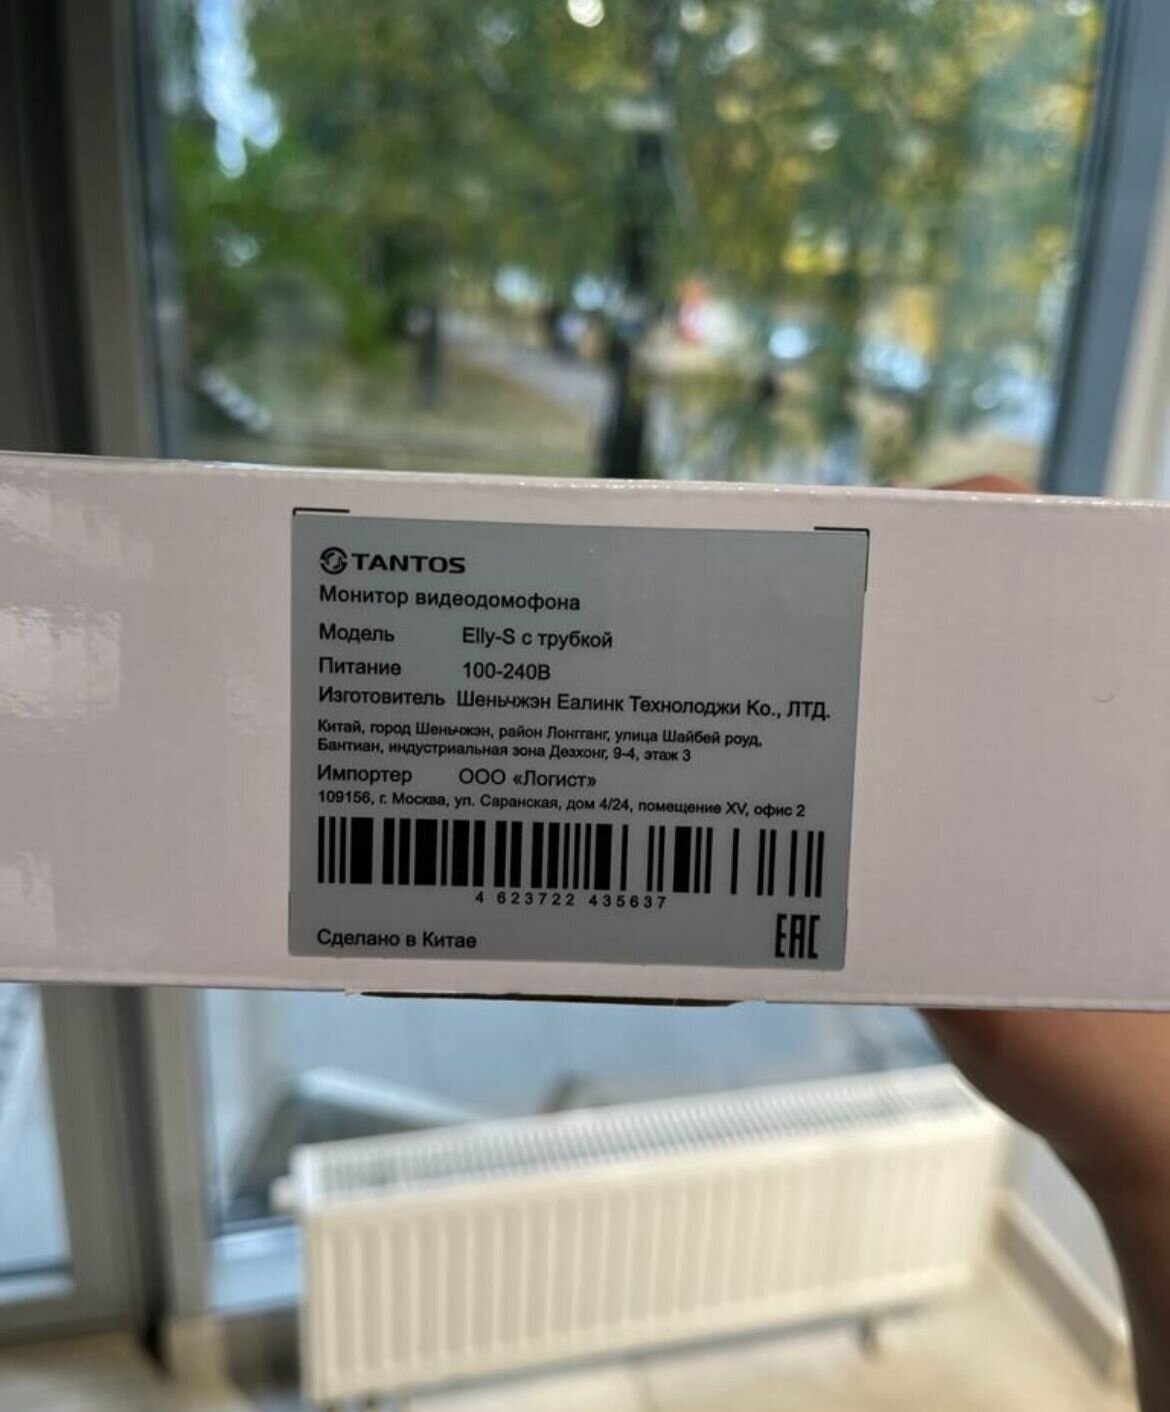 TANTOS
Монитор видеодомофона
Модель Elly-S с трубкой
Питание 100-240В
Изготовитель Шеньчжэн Еалинк Технолоджи Ко., ЛТД.
Китай, город Шеньчжэн, район Лонгганг, улица Шайбей роуд,
Бантиан, индустриальная зона Дезхонг, 9-4, этаж 3
Импортер ООО «Логист»
109156, г. Москва, ул. Саранская, дом 4/24, помещение XV, офис 2
4 623722 435637
Сделано в Китае
EAC